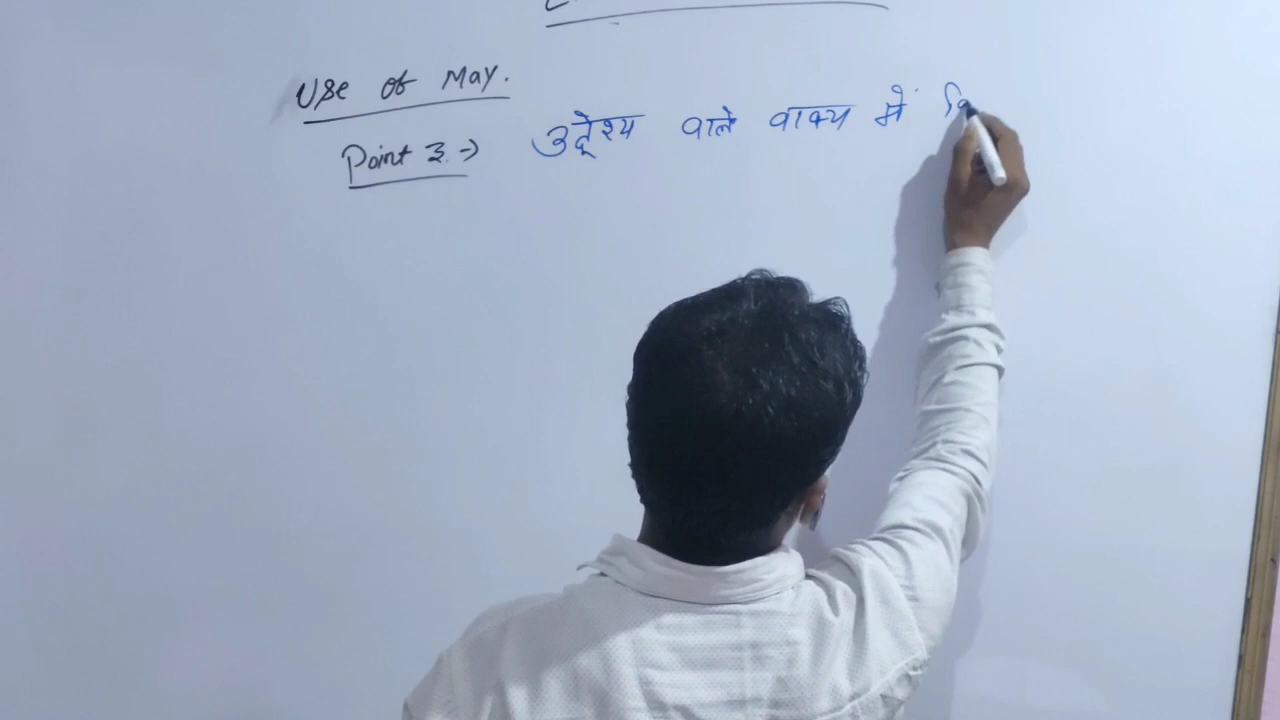 Use of May.
Point 3. → उद्देश्य वाले वाक्य में